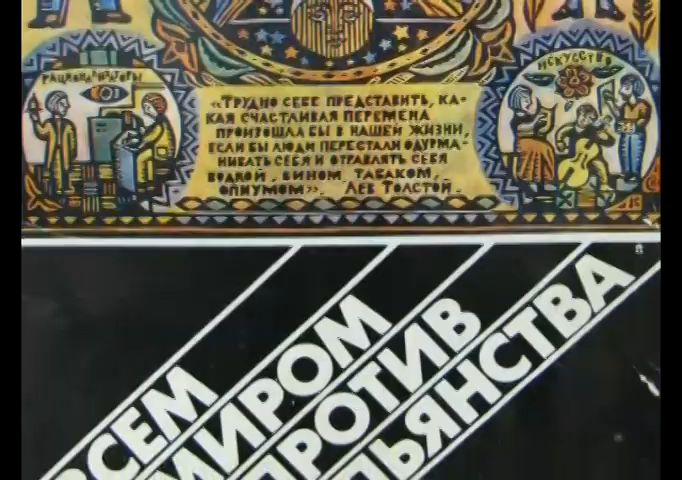 РАЦИОНАЛИЗАТОРЫ
ИСКУССТВО
«ТРУДНО СЕБЕ ПРЕДСТАВИТЬ, КА-
КАЯ СЧАСТЛИВАЯ ПЕРЕМЕНА
ПРОИЗОШЛА БЫ В НАШЕЙ ЖИЗНИ,
ЕСЛИ БЫ ЛЮДИ ПЕРЕСТАЛИ ОДУРМА-
НИВАТЬ СЕБЯ И ОТРАВЛЯТЬ СЕБЯ
ВОДКОЙ, ВИНОМ, ТАБАКОМ,
ОПИУМОМ». ЛЕВ ТОЛСТОЙ.
ВСЕМ
МИРОМ
ПРОТИВ
ПЬЯНСТВА